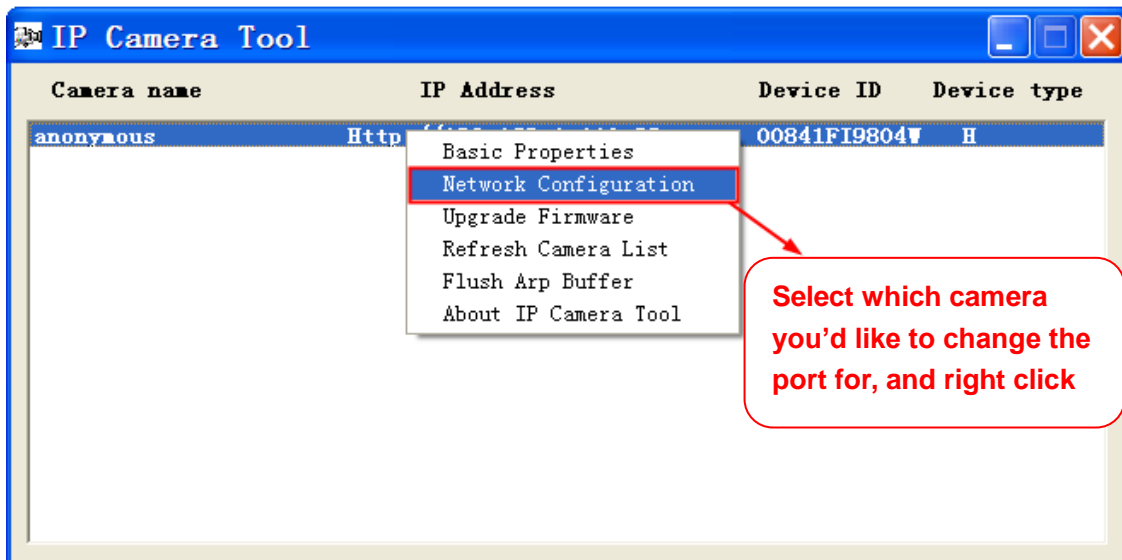 IP Camera Tool
Camera name IP Address Device ID Device type
anonymous Http 00841FI9804W H
Basic Properties
Network Configuration
Upgrade Firmware
Refresh Camera List
Flush Arp Buffer
About IP Camera Tool
Select which camera
you’d like to change the
port for, and right click